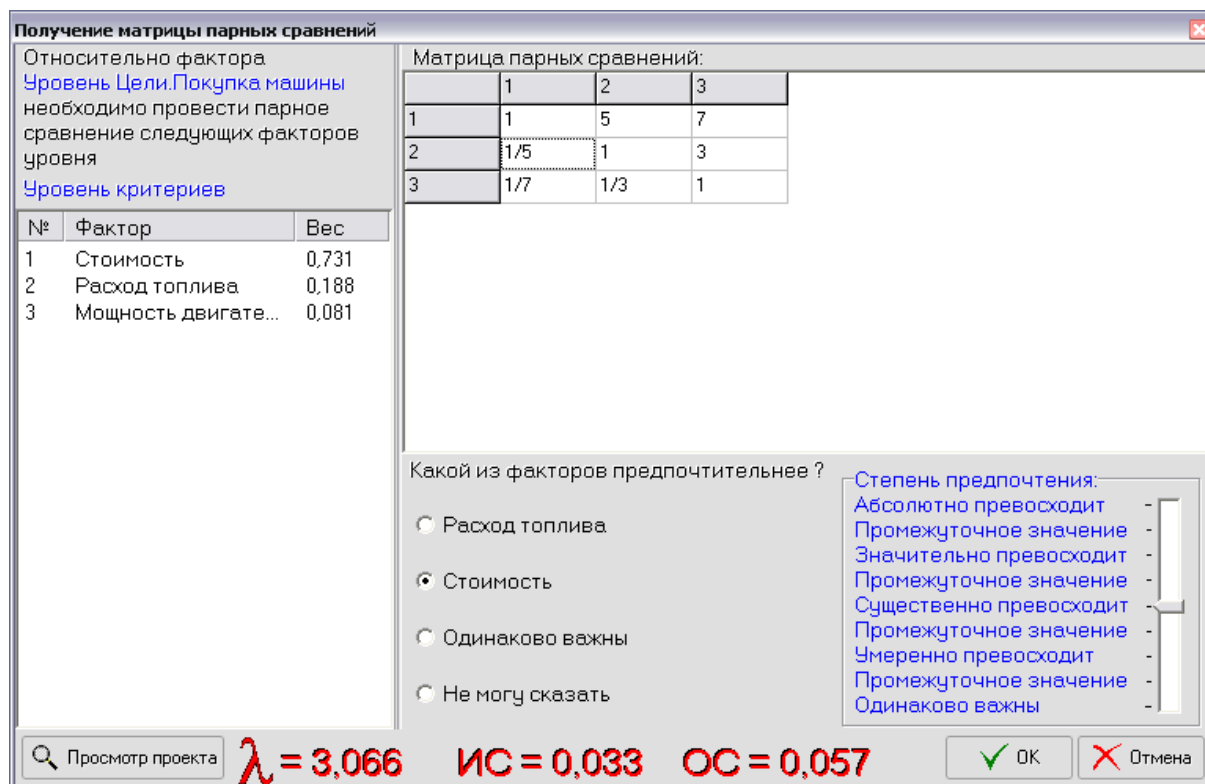 Получение матрицы парных сравнений
Относительно фактора
Уровень Цели.Покупка машины
необходимо провести парное
сравнение следующих факторов
уровня
Уровень критериев
№ Фактор Вес
1 Стоимость 0,731
2 Расход топлива 0,188
3 Мощность двигате... 0,081
Матрица парных сравнений:
1 2 3
1 1 5 7
2 1/5 1 3
3 1/7 1/3 1
Какой из факторов предпочтительнее ?
Расход топлива
Стоимость
Одинаково важны
Не могу сказать
Степень предпочтения:
Абсолютно превосходит -
Промежуточное значение -
Значительно превосходит -
Промежуточное значение -
Существенно превосходит -
Промежуточное значение -
Умеренно превосходит -
Промежуточное значение -
Одинаково важны -
Просмотр проекта
λ = 3,066 ИС = 0,033 ОС = 0,057
OK
Отмена